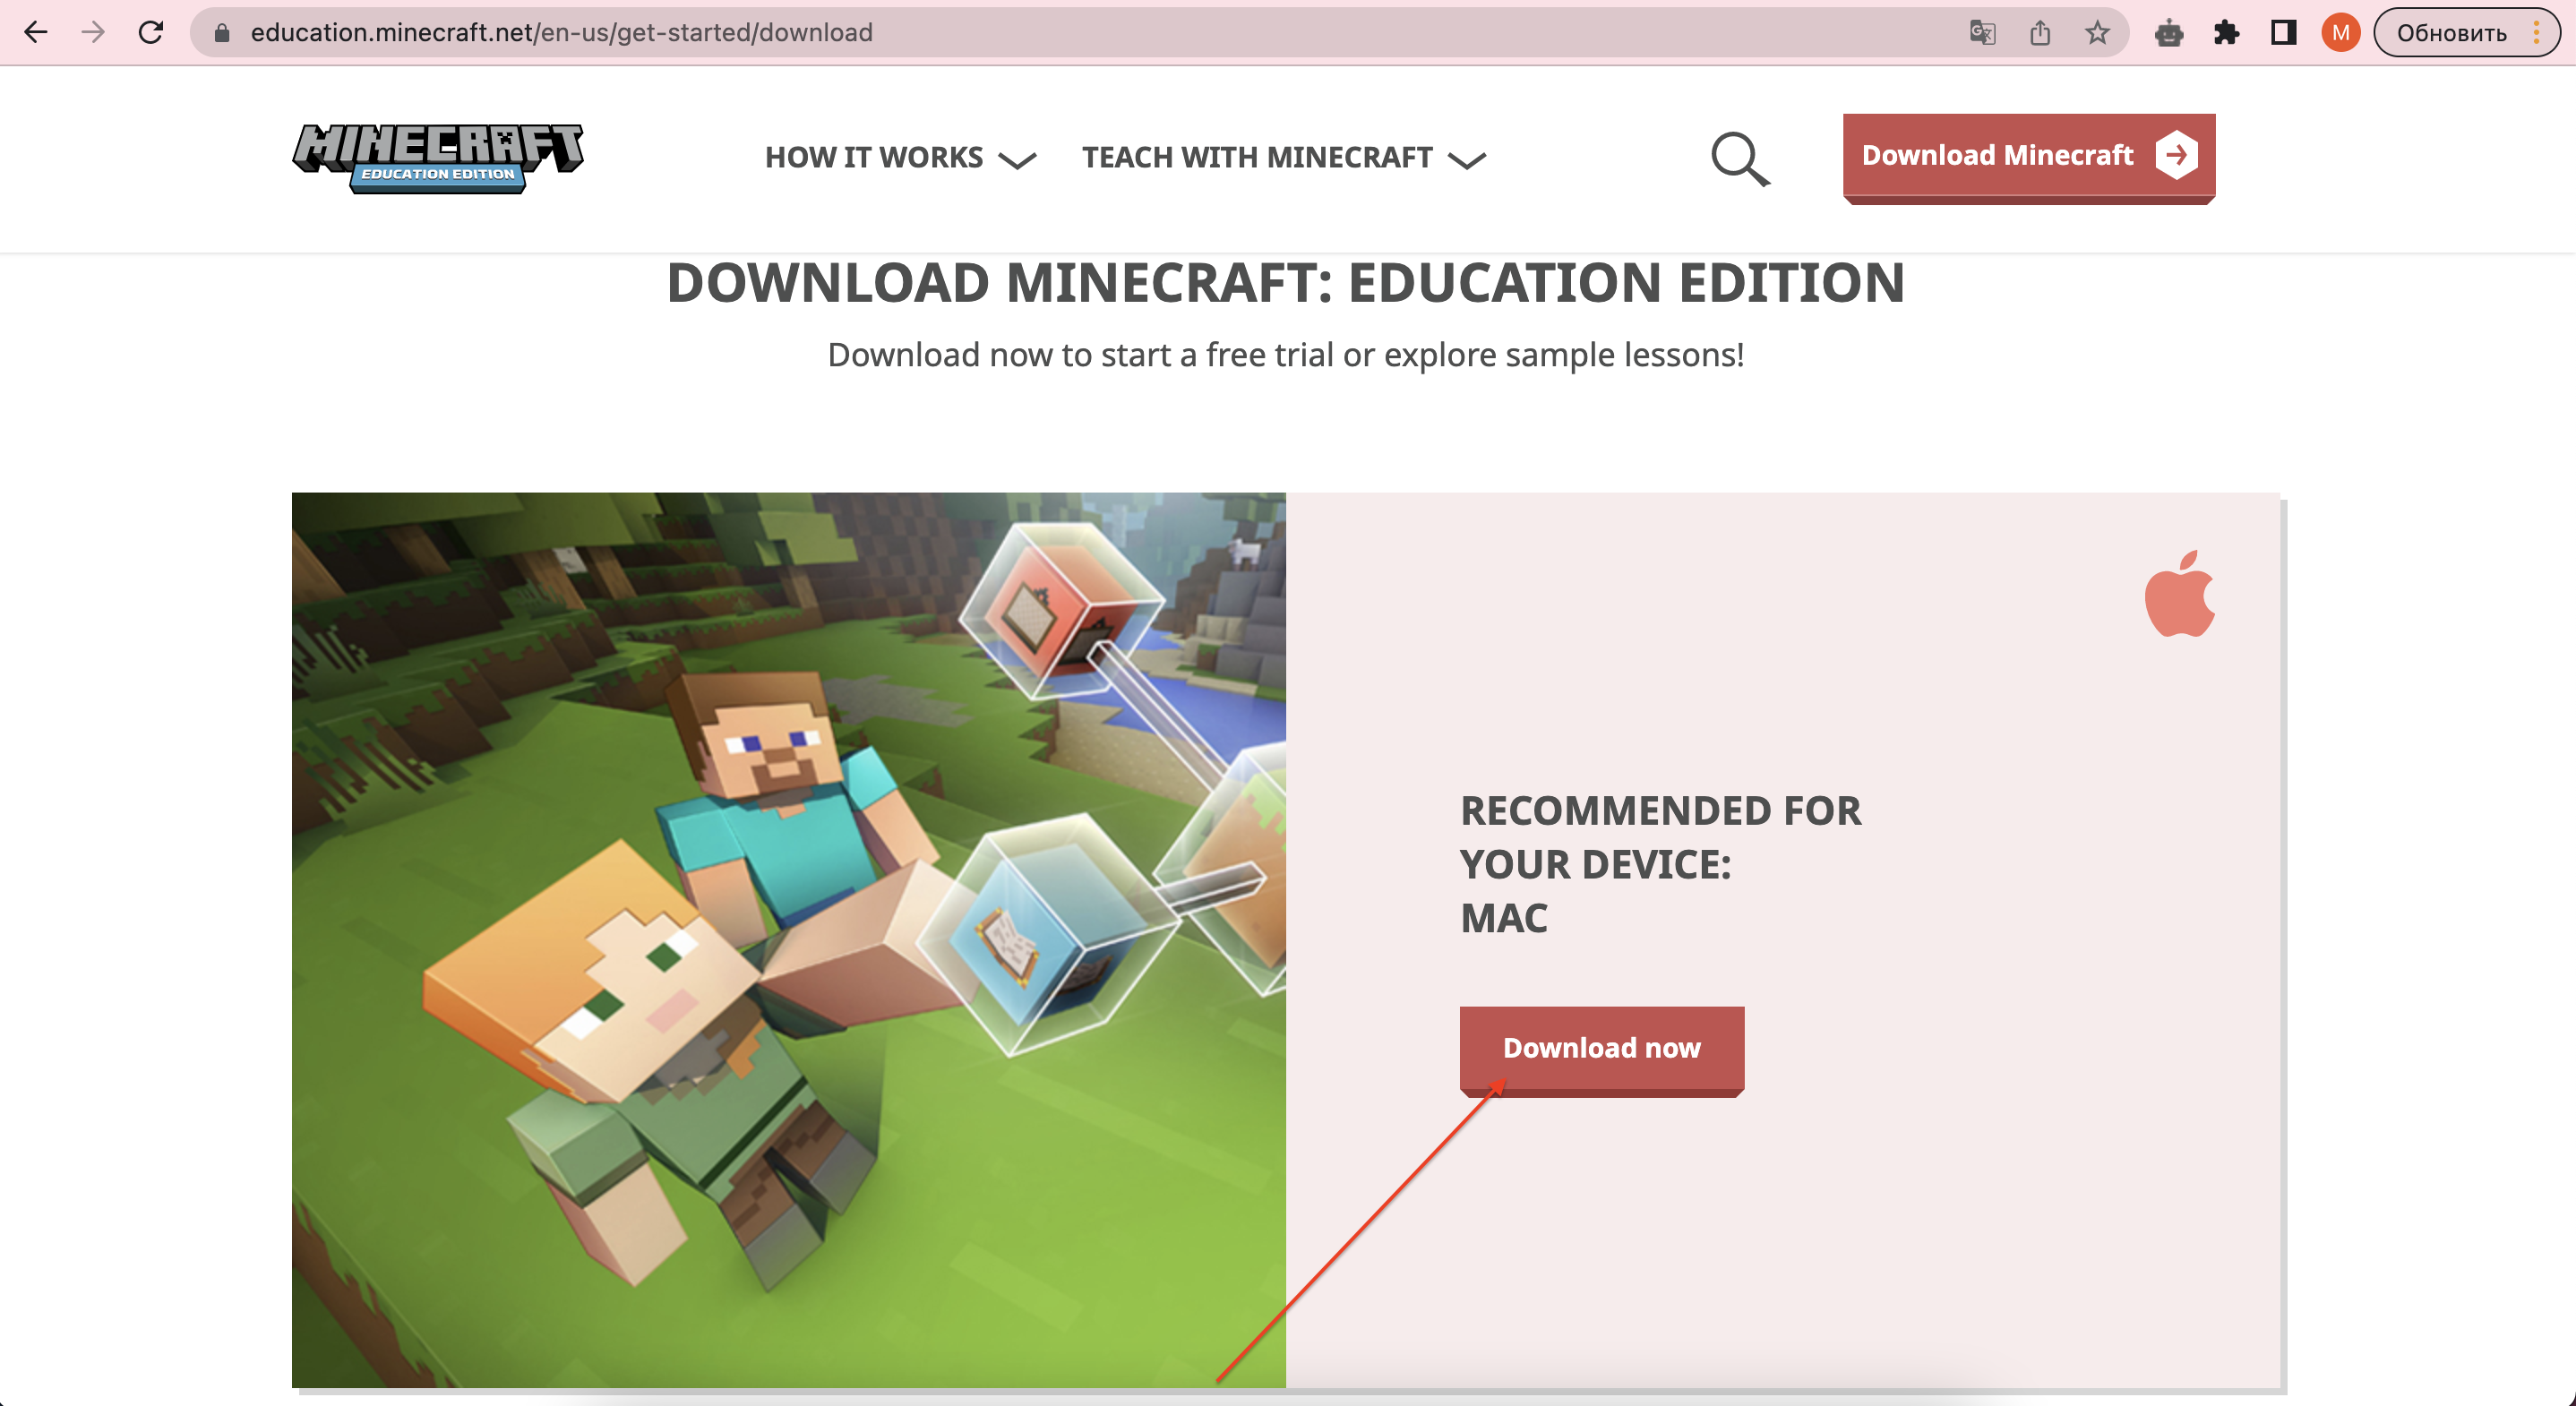 education.minecraft.net/en-us/get-started/download
M
Обновить
MINECRAFT
EDUCATION EDITION
HOW IT WORKS
TEACH WITH MINECRAFT
Download Minecraft
DOWNLOAD MINECRAFT: EDUCATION EDITION
Download now to start a free trial or explore sample lessons!
RECOMMENDED FOR
YOUR DEVICE:
MAC
Download now